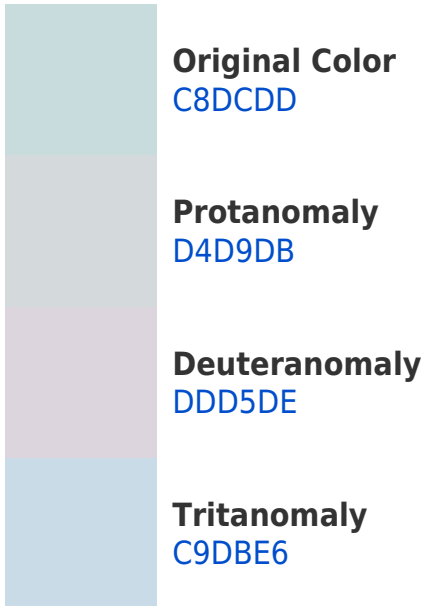 Original Color
C8DCDD
Protanomaly
D4D9DB
Deuteranomaly
DDD5DE
Tritanomaly
C9DBE6